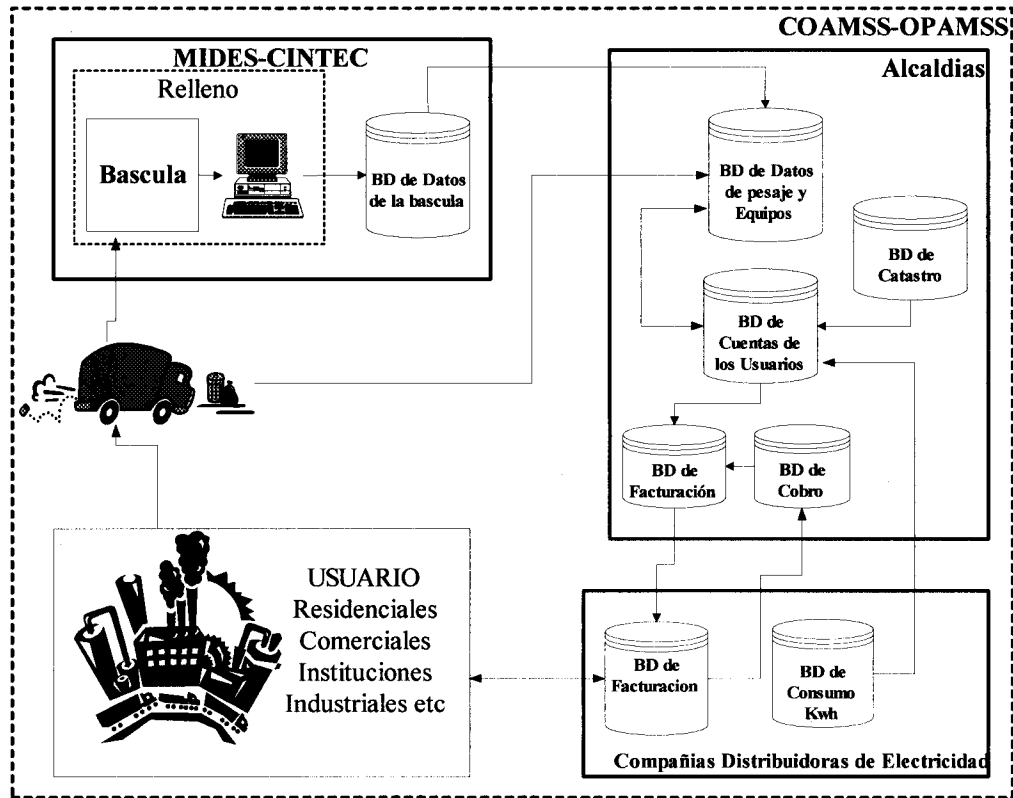 COAMSS-OPAMSS
MIDES-CINTEC
Relleno
Bascula
BD de Datos
de la bascula
Alcaldias
BD de Datos
de pesaje y
Equipos
BD de
Catastro
BD de
Cuentas de
los Usuarios
BD de
Facturación
BD de
Cobro
USUARIO
Residenciales
Comerciales
Instituciones
Industriales etc
BD de
Facturacion
BD de
Consumo
Kwh
Compañias Distribuidoras de Electricidad